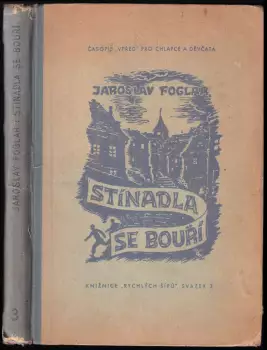 JAROSLAV FOGLAR: STÍNADLA SE BOUŘÍ
3
ČASOPIS „VPŘED“ PRO CHLAPCE A DĚVČATA
JAROSLAV FOGLAR
STÍNADLA
SE BOUŘÍ
KNIŽNICE „RYCHLÝCH ŠÍPŮ“ SVAZEK 3